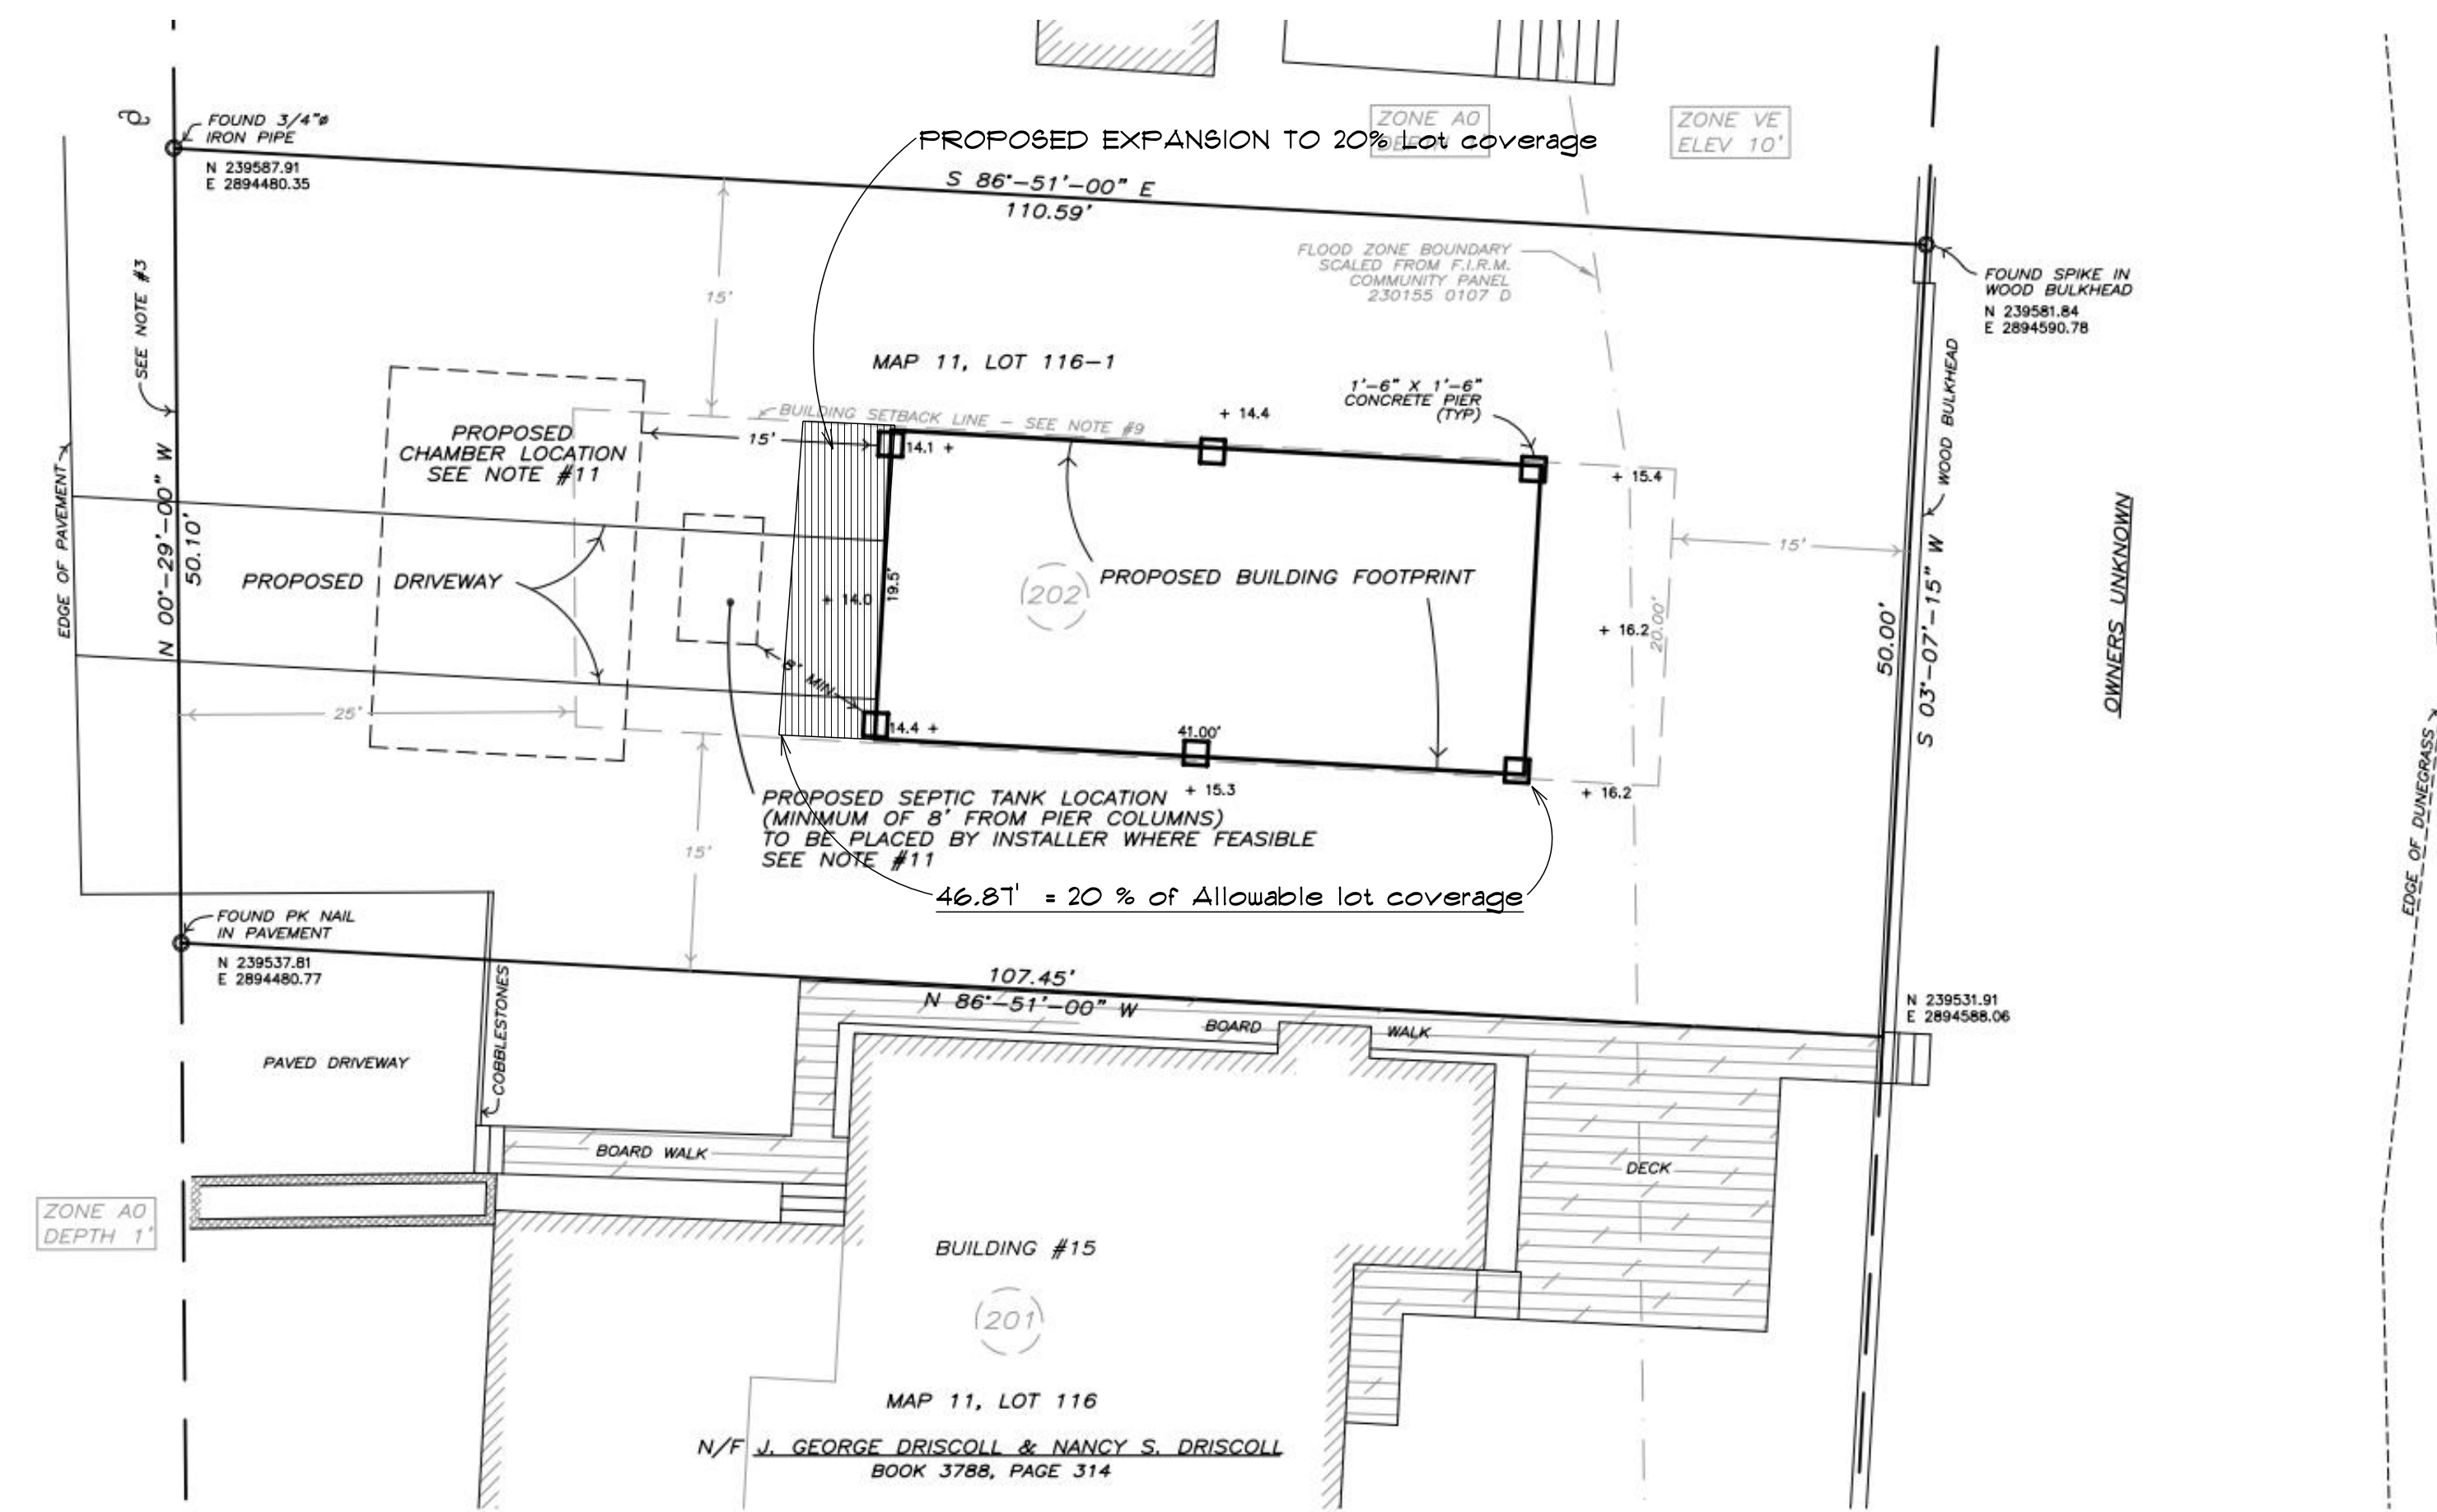 ZONE AO
DEPTH 1'
ZONE VE
ELEV 10'
PROPOSED EXPANSION TO 20% Lot coverage
FOUND 3/4"ø
IRON PIPE
N 239587.91
E 2894480.35
S 86°-51'-00" E
110.59'
FLOOD ZONE BOUNDARY
SCALED FROM F.I.R.M.
COMMUNITY PANEL
230155 0107 D
FOUND SPIKE IN
WOOD BULKHEAD
N 239581.84
E 2894590.78
SEE NOTE #3
15'
MAP 11, LOT 116-1
1'-6" X 1'-6"
CONCRETE PIER
(TYP)
WOOD BULKHEAD
BUILDING SETBACK LINE - SEE NOTE #9
+ 14.4
PROPOSED
CHAMBER LOCATION
SEE NOTE #11
15'
14.1 +
+ 15.4
EDGE OF PAVEMENT
N 00°-29'-00" W
50.10'
PROPOSED DRIVEWAY
+ 14.0
19.5'
202
PROPOSED BUILDING FOOTPRINT
15'
+ 16.2
20.00'
50.00'
S 03°-07'-15" W
OWNERS UNKNOWN
8' MIN.
25'
14.4 +
41.00'
+ 15.3
+ 16.2
PROPOSED SEPTIC TANK LOCATION
(MINIMUM OF 8' FROM PIER COLUMNS)
TO BE PLACED BY INSTALLER WHERE FEASIBLE
SEE NOTE #11
15'
46.87' = 20 % of Allowable lot coverage
EDGE OF DUNEGRASS
FOUND PK NAIL
IN PAVEMENT
N 239537.81
E 2894480.77
107.45'
N 86°-51'-00" W
N 239531.91
E 2894588.06
BOARD WALK
COBBLESTONES
PAVED DRIVEWAY
BOARD WALK
DECK
ZONE AO
DEPTH 1'
BUILDING #15
201
MAP 11, LOT 116
N/F J. GEORGE DRISCOLL & NANCY S. DRISCOLL
BOOK 3788, PAGE 314